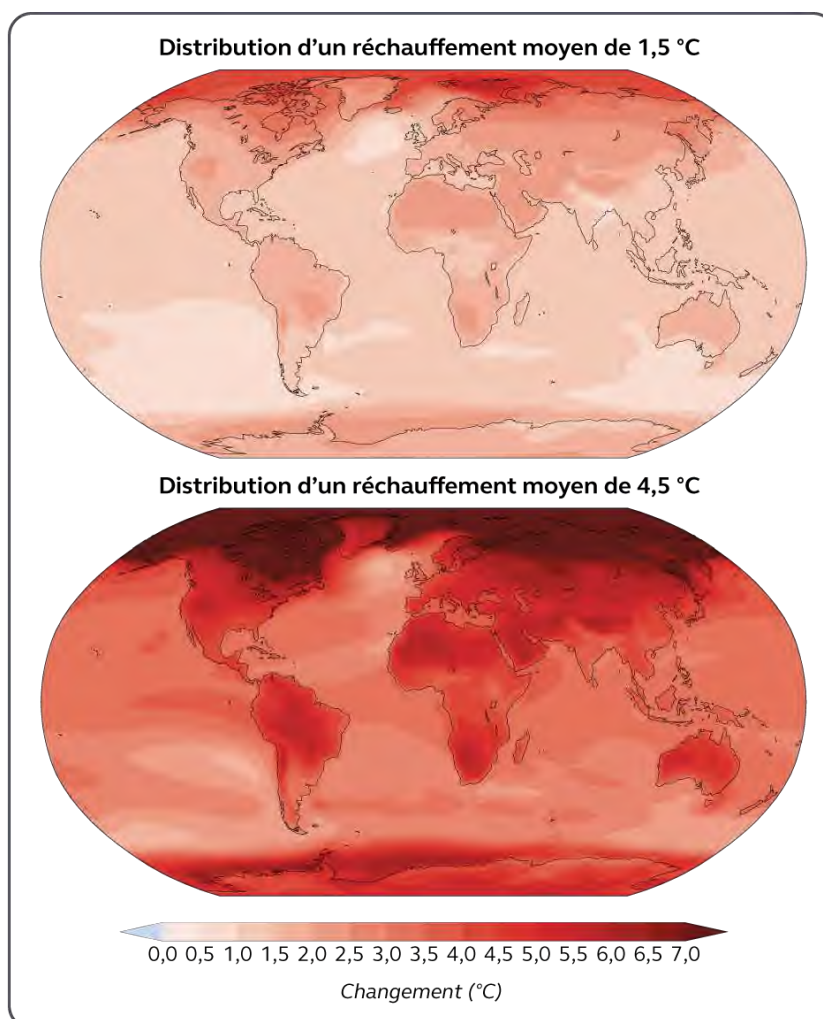 Distribution d’un réchauffement moyen de 1,5 °C
Distribution d’un réchauffement moyen de 4,5 °C
0,0 0,5 1,0 1,5 2,0 2,5 3,0 3,5 4,0 4,5 5,0 5,5 6,0 6,5 7,0
Changement (°C)